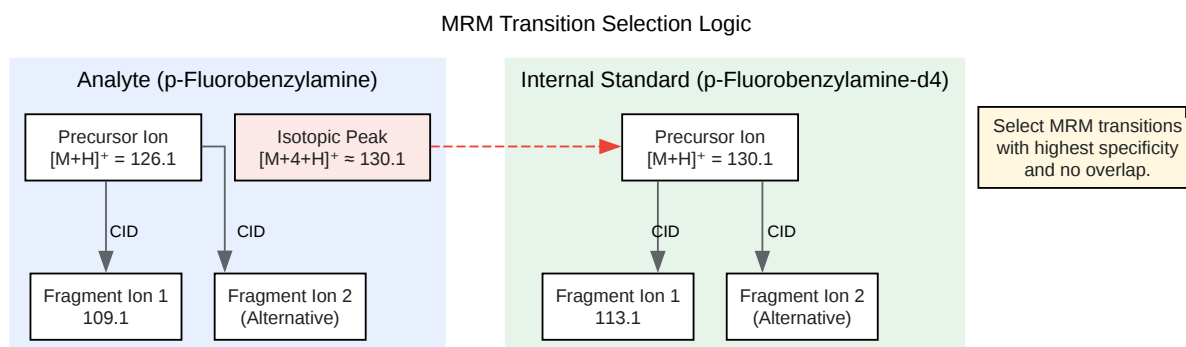 MRM Transition Selection Logic
Analyte (p-Fluorobenzylamine)
Precursor Ion
[M+H]⁺ = 126.1
Isotopic Peak
[M+4+H]⁺ ≈ 130.1
CID
CID
Fragment Ion 1
109.1
Fragment Ion 2
(Alternative)
Internal Standard (p-Fluorobenzylamine-d4)
Precursor Ion
[M+H]⁺ = 130.1
CID
CID
Fragment Ion 1
113.1
Fragment Ion 2
(Alternative)
Select MRM transitions
with highest specificity
and no overlap.